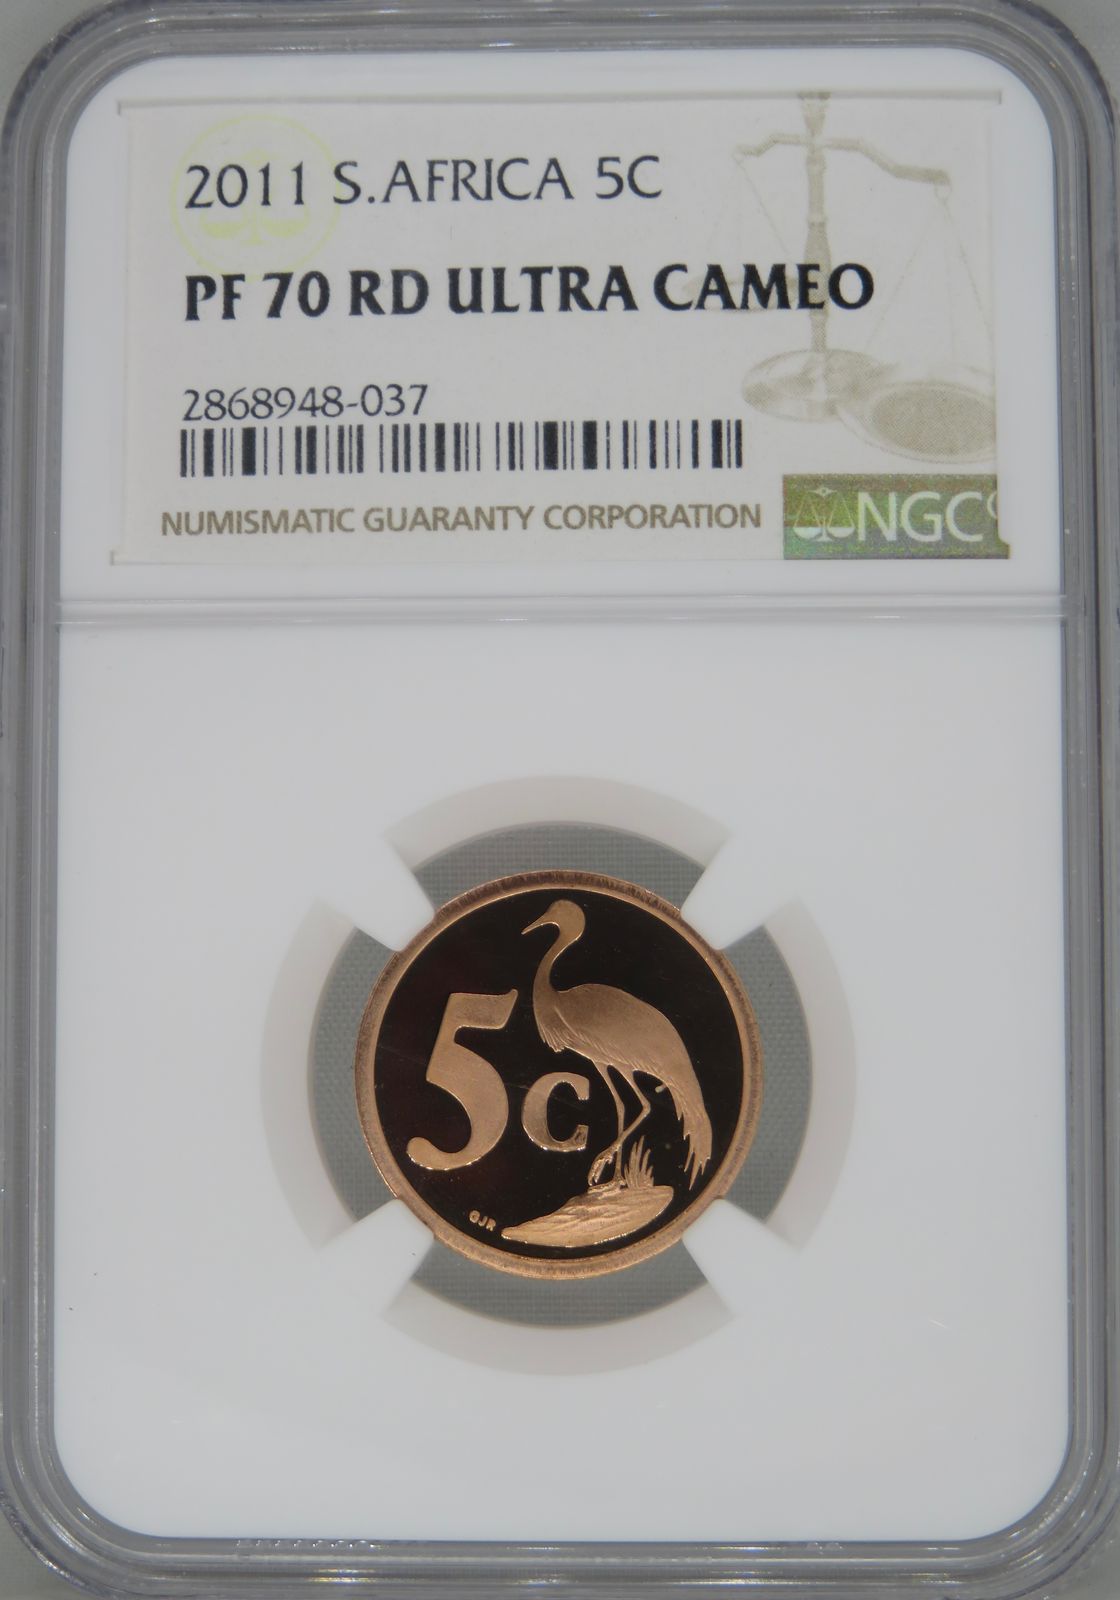 2011 S.AFRICA 5C
PF 70 RD ULTRA CAMEO
2868948-037
NUMISMATIC GUARANTY CORPORATION
NGC
5c
GJR